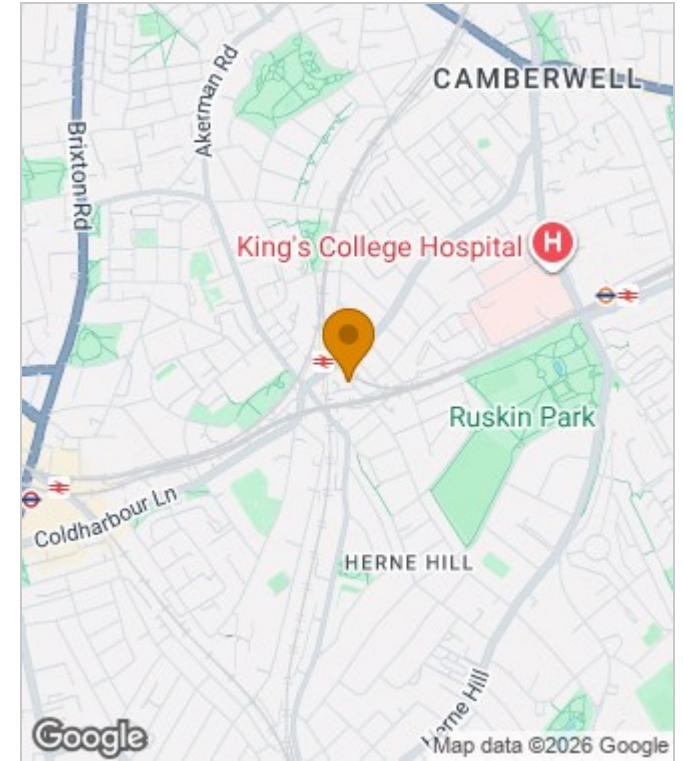 CAMBERWELL
Akerman Rd
Brixton Rd
King's College Hospital
H
Ruskin Park
Coldharbour Ln
HERNE HILL
Herne Hill
Google
Map data ©2026 Google